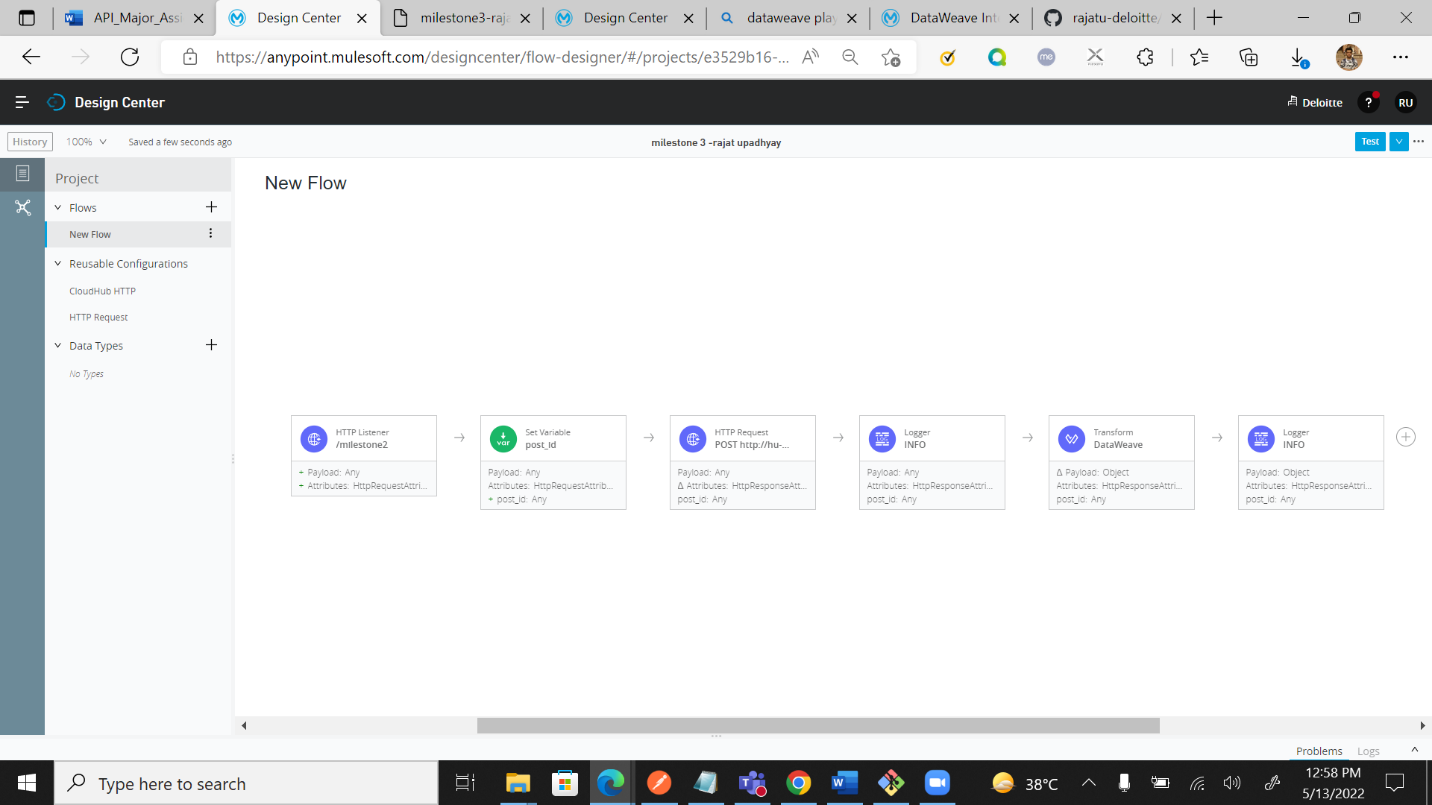 API_Major_Assi
Design Center
milestone3-raja
Design Center
dataweave play
DataWeave Inte
rajatu-deloitte/
https://anypoint.mulesoft.com/designcenter/flow-designer/#/projects/e3529b16-...
Design Center
Deloitte
?
RU
History
100%
Saved a few seconds ago
milestone 3 -rajat upadhyay
Test
Project
New Flow
Flows
New Flow
Reusable Configurations
CloudHub HTTP
HTTP Request
Data Types
No Types
HTTP Listener
/milestone2
+ Payload: Any
+ Attributes: HttpRequestAttri...
var
Set Variable
post_id
Payload: Any
Attributes: HttpRequestAttrib...
+ post_id: Any
HTTP Request
POST http://hu-...
Payload: Any
Δ Attributes: HttpResponseAtt...
post_id: Any
Logger
INFO
Payload: Any
Attributes: HttpResponseAttri...
post_id: Any
Transform
DataWeave
Δ Payload: Object
Attributes: HttpResponseAttri...
post_id: Any
Logger
INFO
Payload: Object
Attributes: HttpResponseAttri...
post_id: Any
Problems
Logs
Type here to search
38°C
12:58 PM
5/13/2022